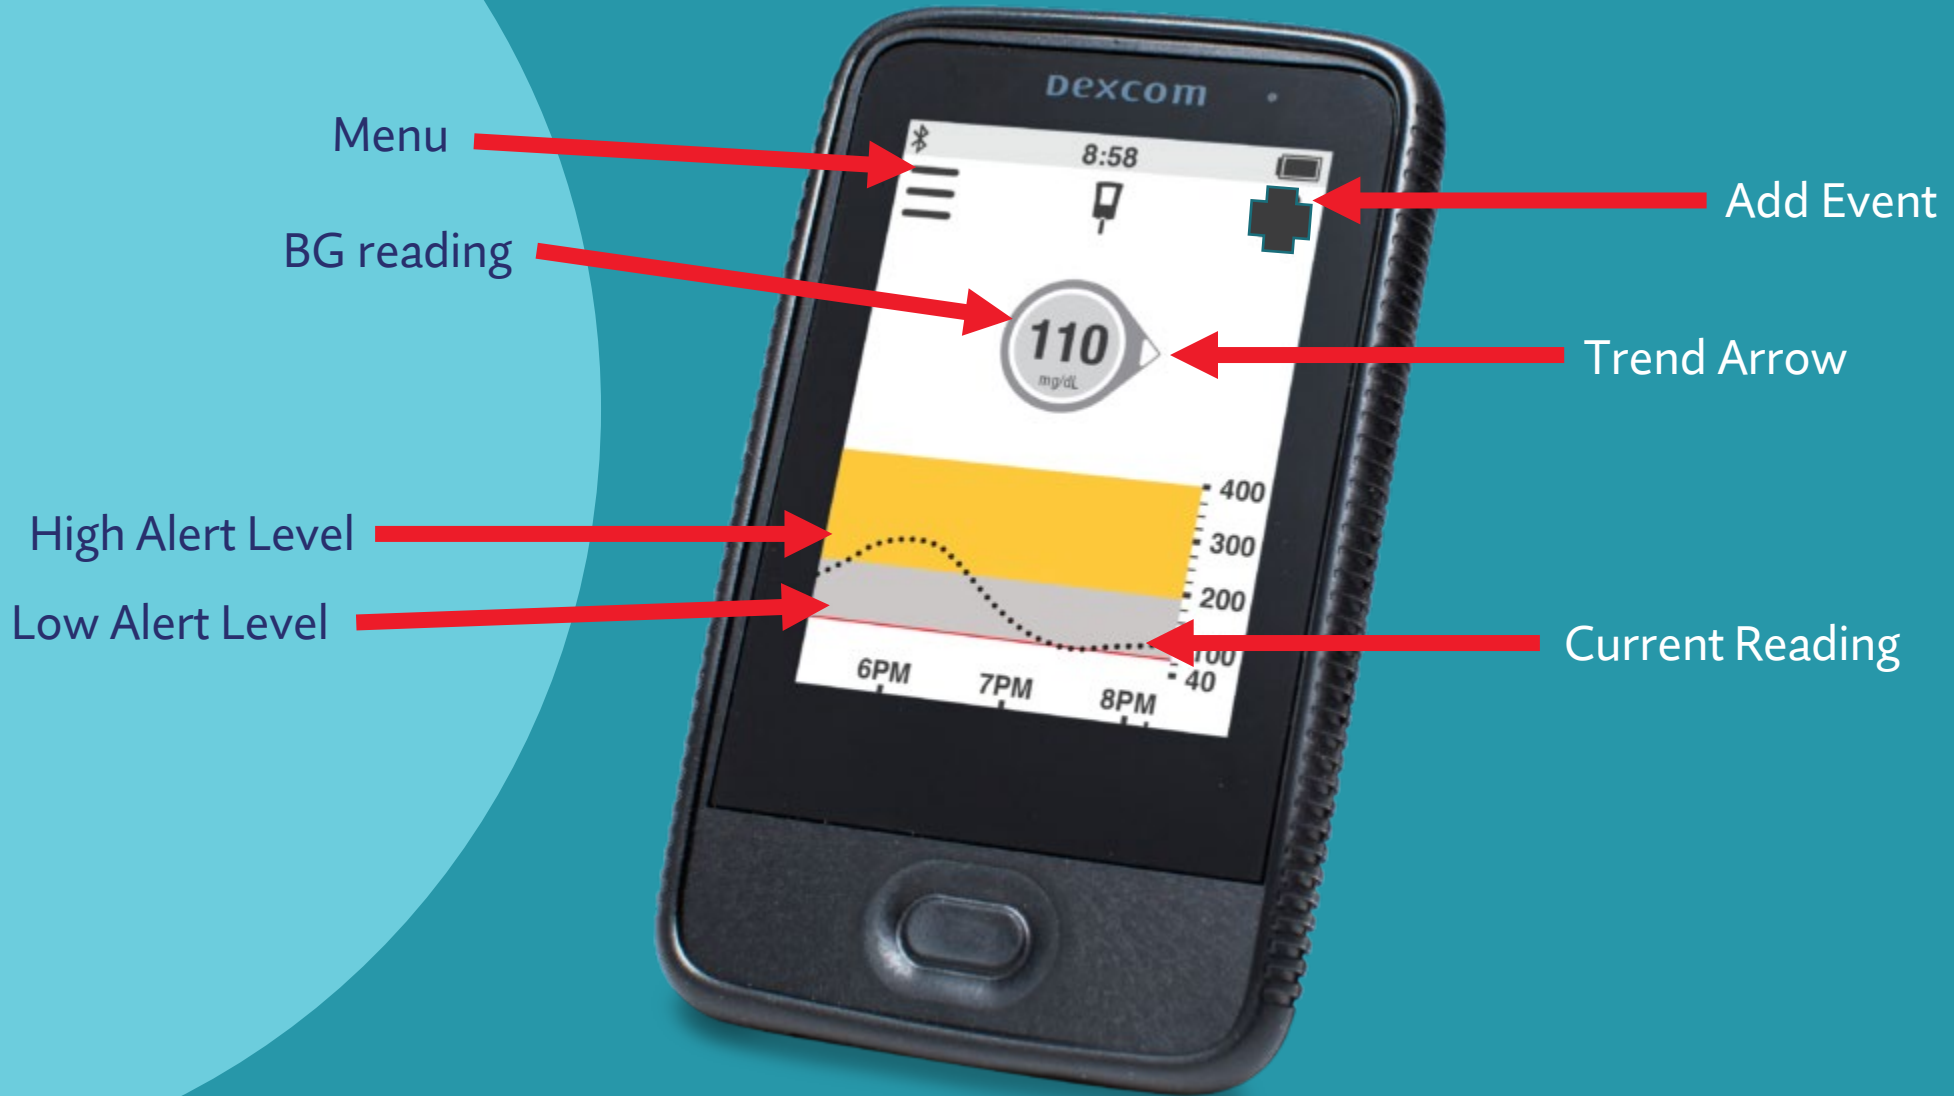 Dexcom
8:58
Menu
Add Event
BG reading
110
mg/dL
Trend Arrow
400
300
200
100
40
High Alert Level
Low Alert Level
Current Reading
6PM
7PM
8PM